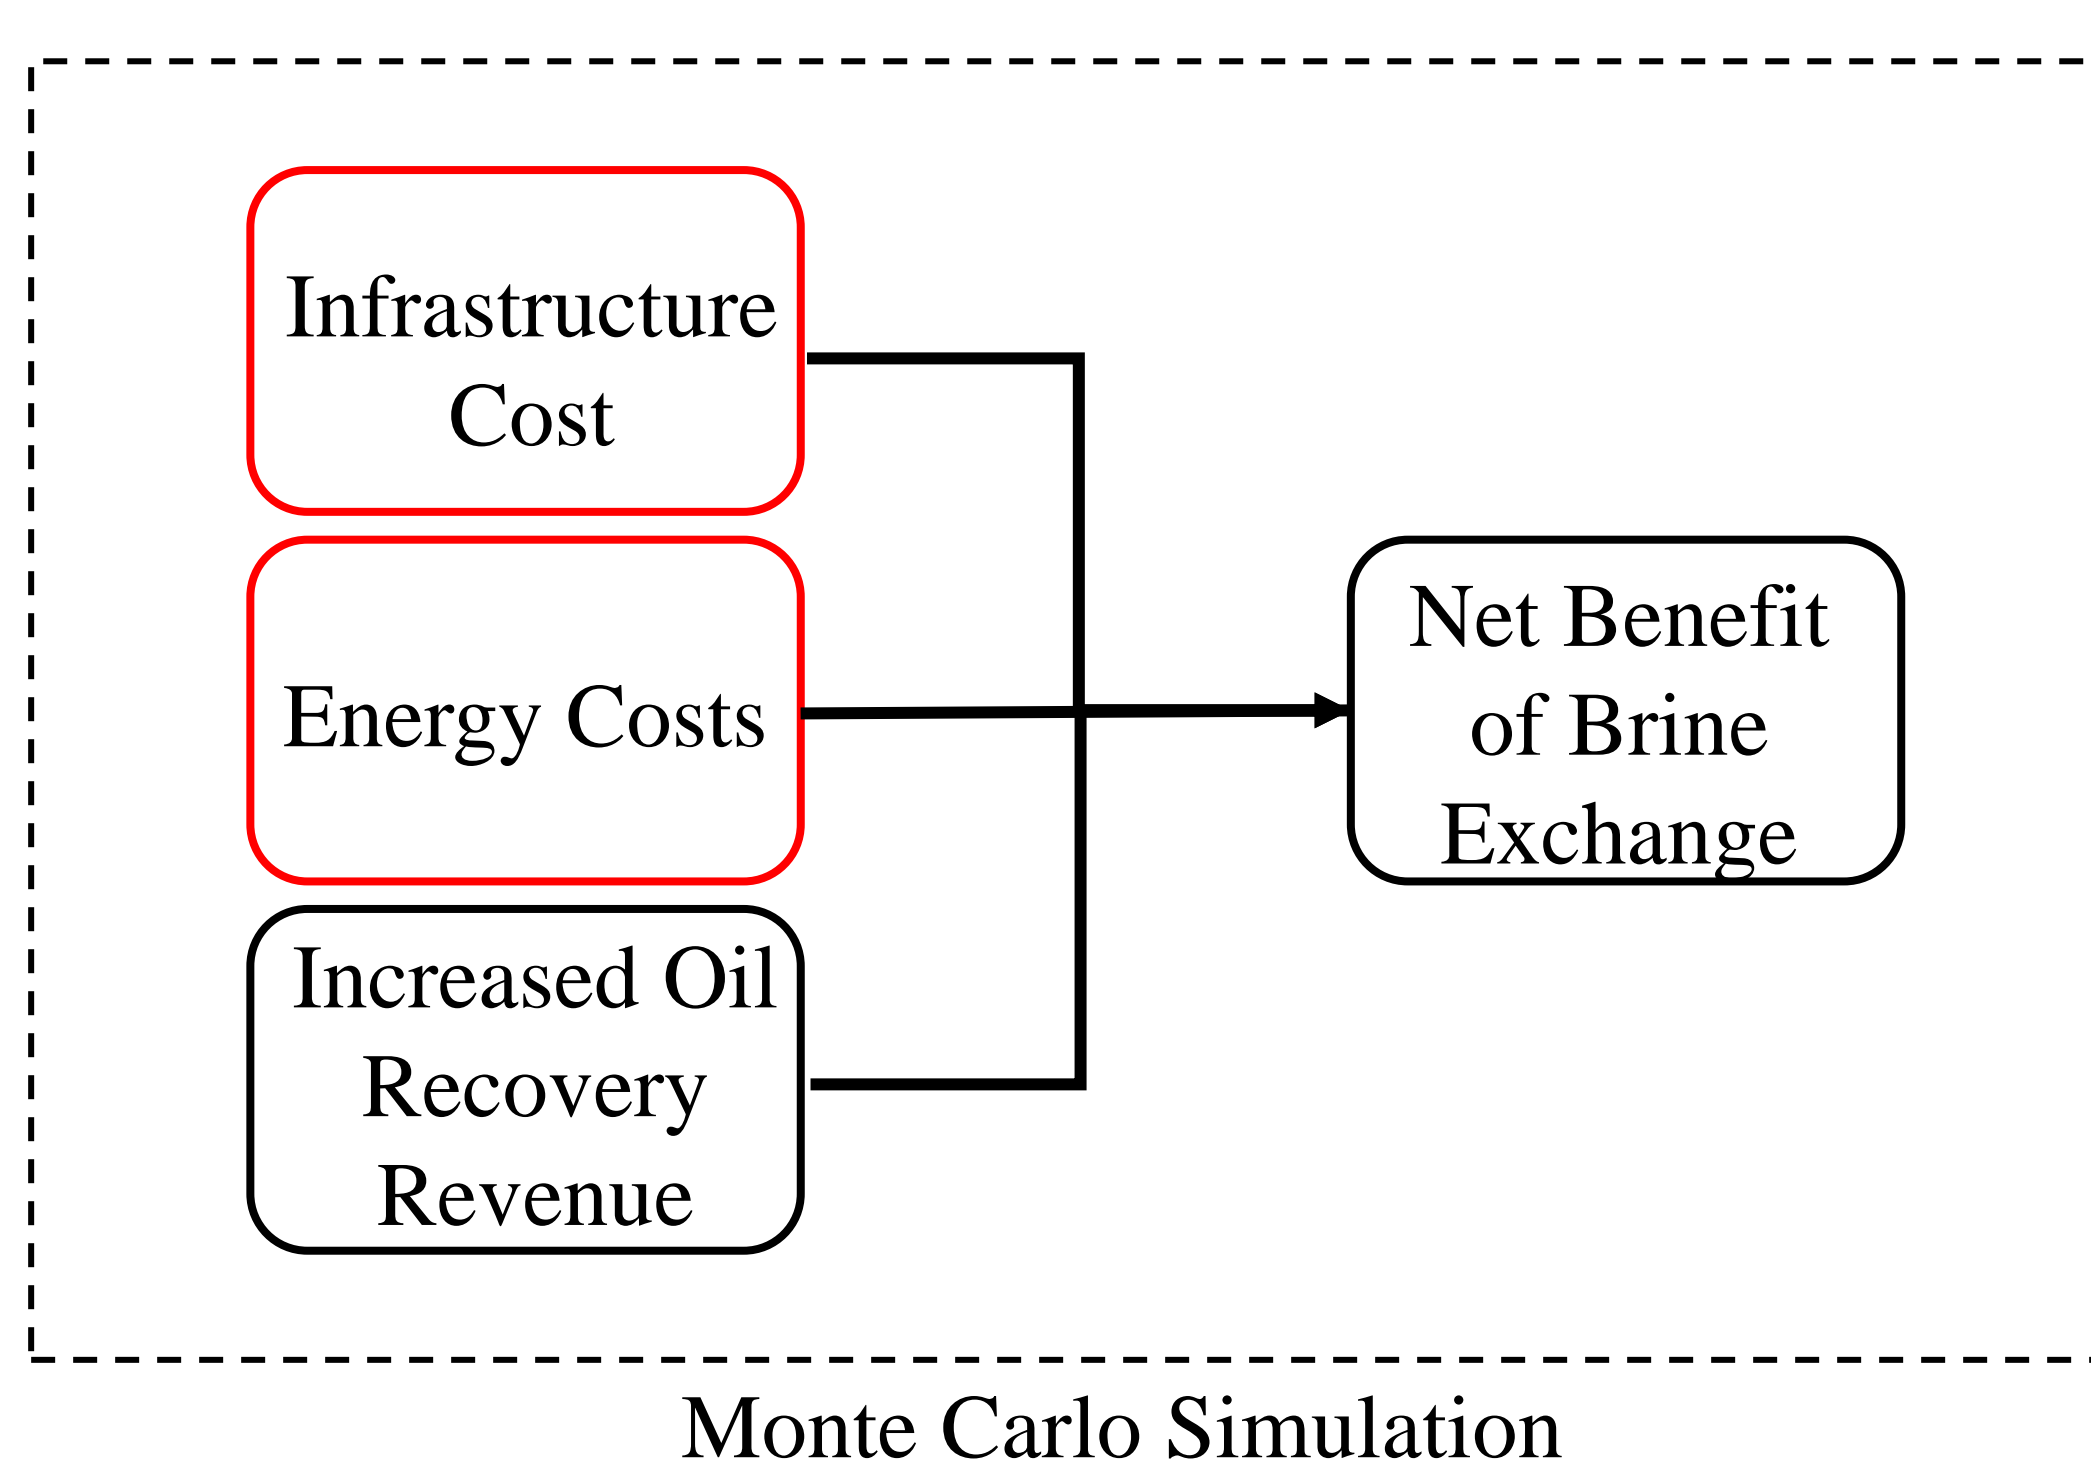 Infrastructure
Cost
Energy Costs
Increased Oil
Recovery
Revenue
Net Benefit
of Brine
Exchange
Monte Carlo Simulation